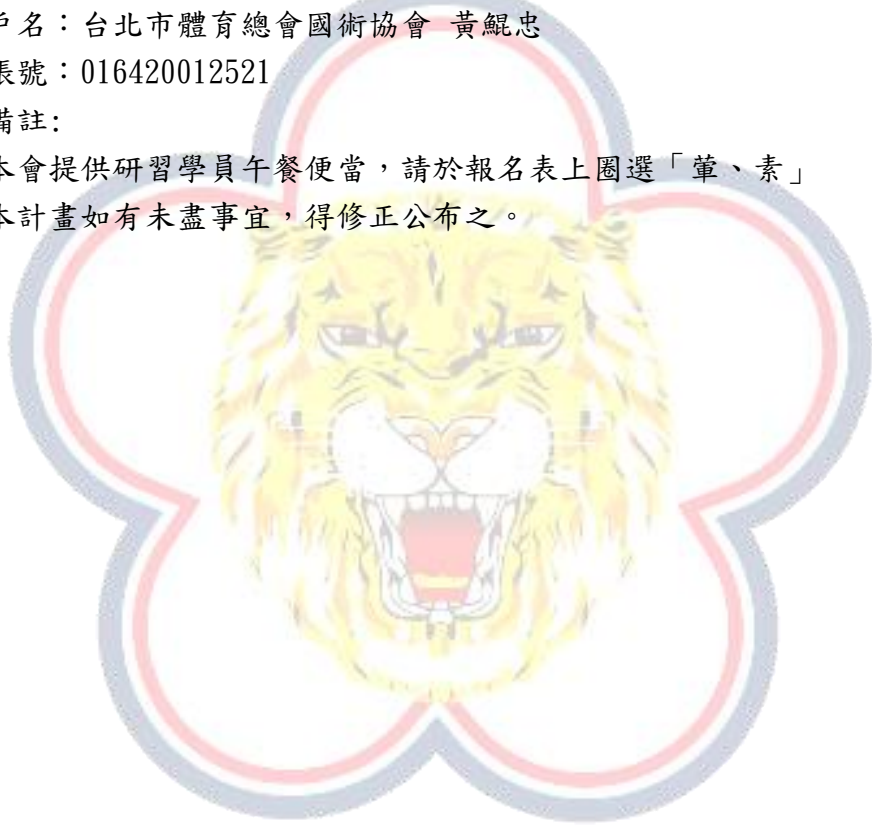 戶名：台北市體育總會國術協會 黃鯤忠
帳號：016420012521
備註:
本會提供研習學員午餐便當，請於報名表上圈選「葷、素」
本計畫如有未盡事宜，得修正公布之。